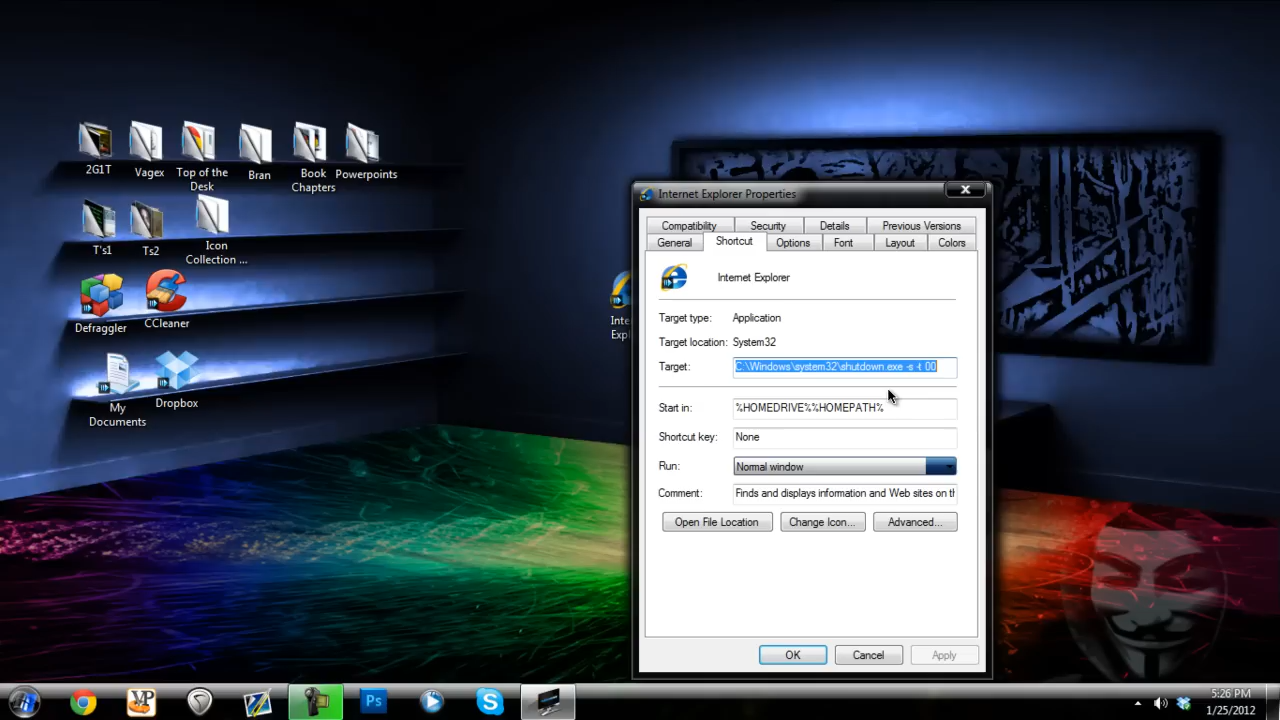 2G1T
Vagex
Top of the
Desk
Bran
Book
Chapters
Powerpoints
T's1
Ts2
Icon
Collection ...
Defraggler
CCleaner
My
Documents
Dropbox
Inte
Expl
Internet Explorer Properties
Compatibility
Security
Details
Previous Versions
General
Shortcut
Options
Font
Layout
Colors
Internet Explorer
Target type: Application
Target location: System32
Target: C:\Windows\system32\shutdown.exe -s -t 00
Start in: %HOMEDRIVE%%HOMEPATH%
Shortcut key: None
Run: Normal window
Comment: Finds and displays information and Web sites on th
Open File Location
Change Icon...
Advanced...
OK
Cancel
Apply
VP
Ps
5:26 PM
1/25/2012